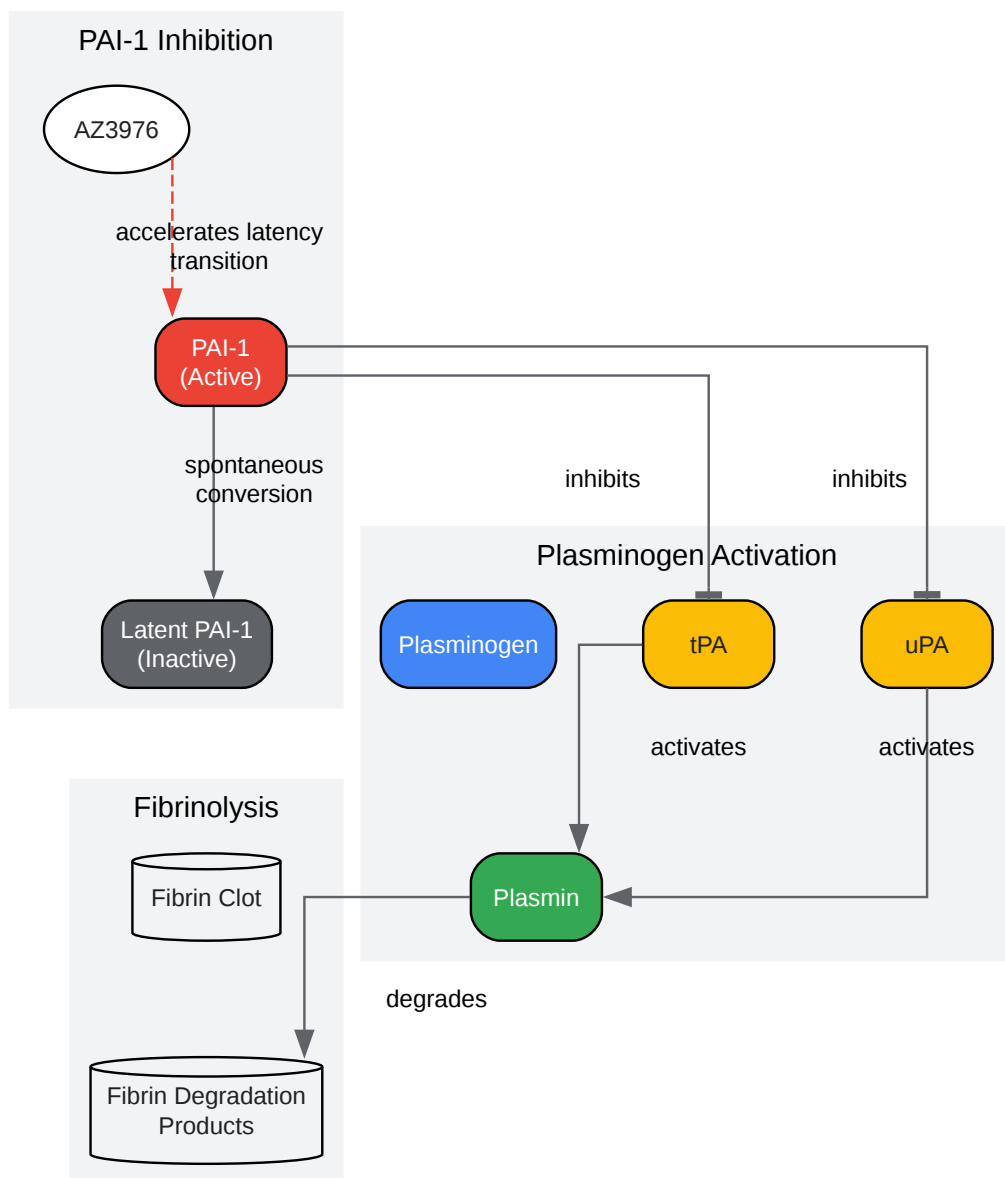 PAI-1 Inhibition
AZ3976
accelerates latency
transition
PAI-1
(Active)
spontaneous
conversion
inhibits
inhibits
Plasminogen Activation
Latent PAI-1
(Inactive)
Plasminogen
tPA
uPA
activates
activates
Fibrinolysis
Fibrin Clot
Plasmin
degrades
Fibrin Degradation
Products